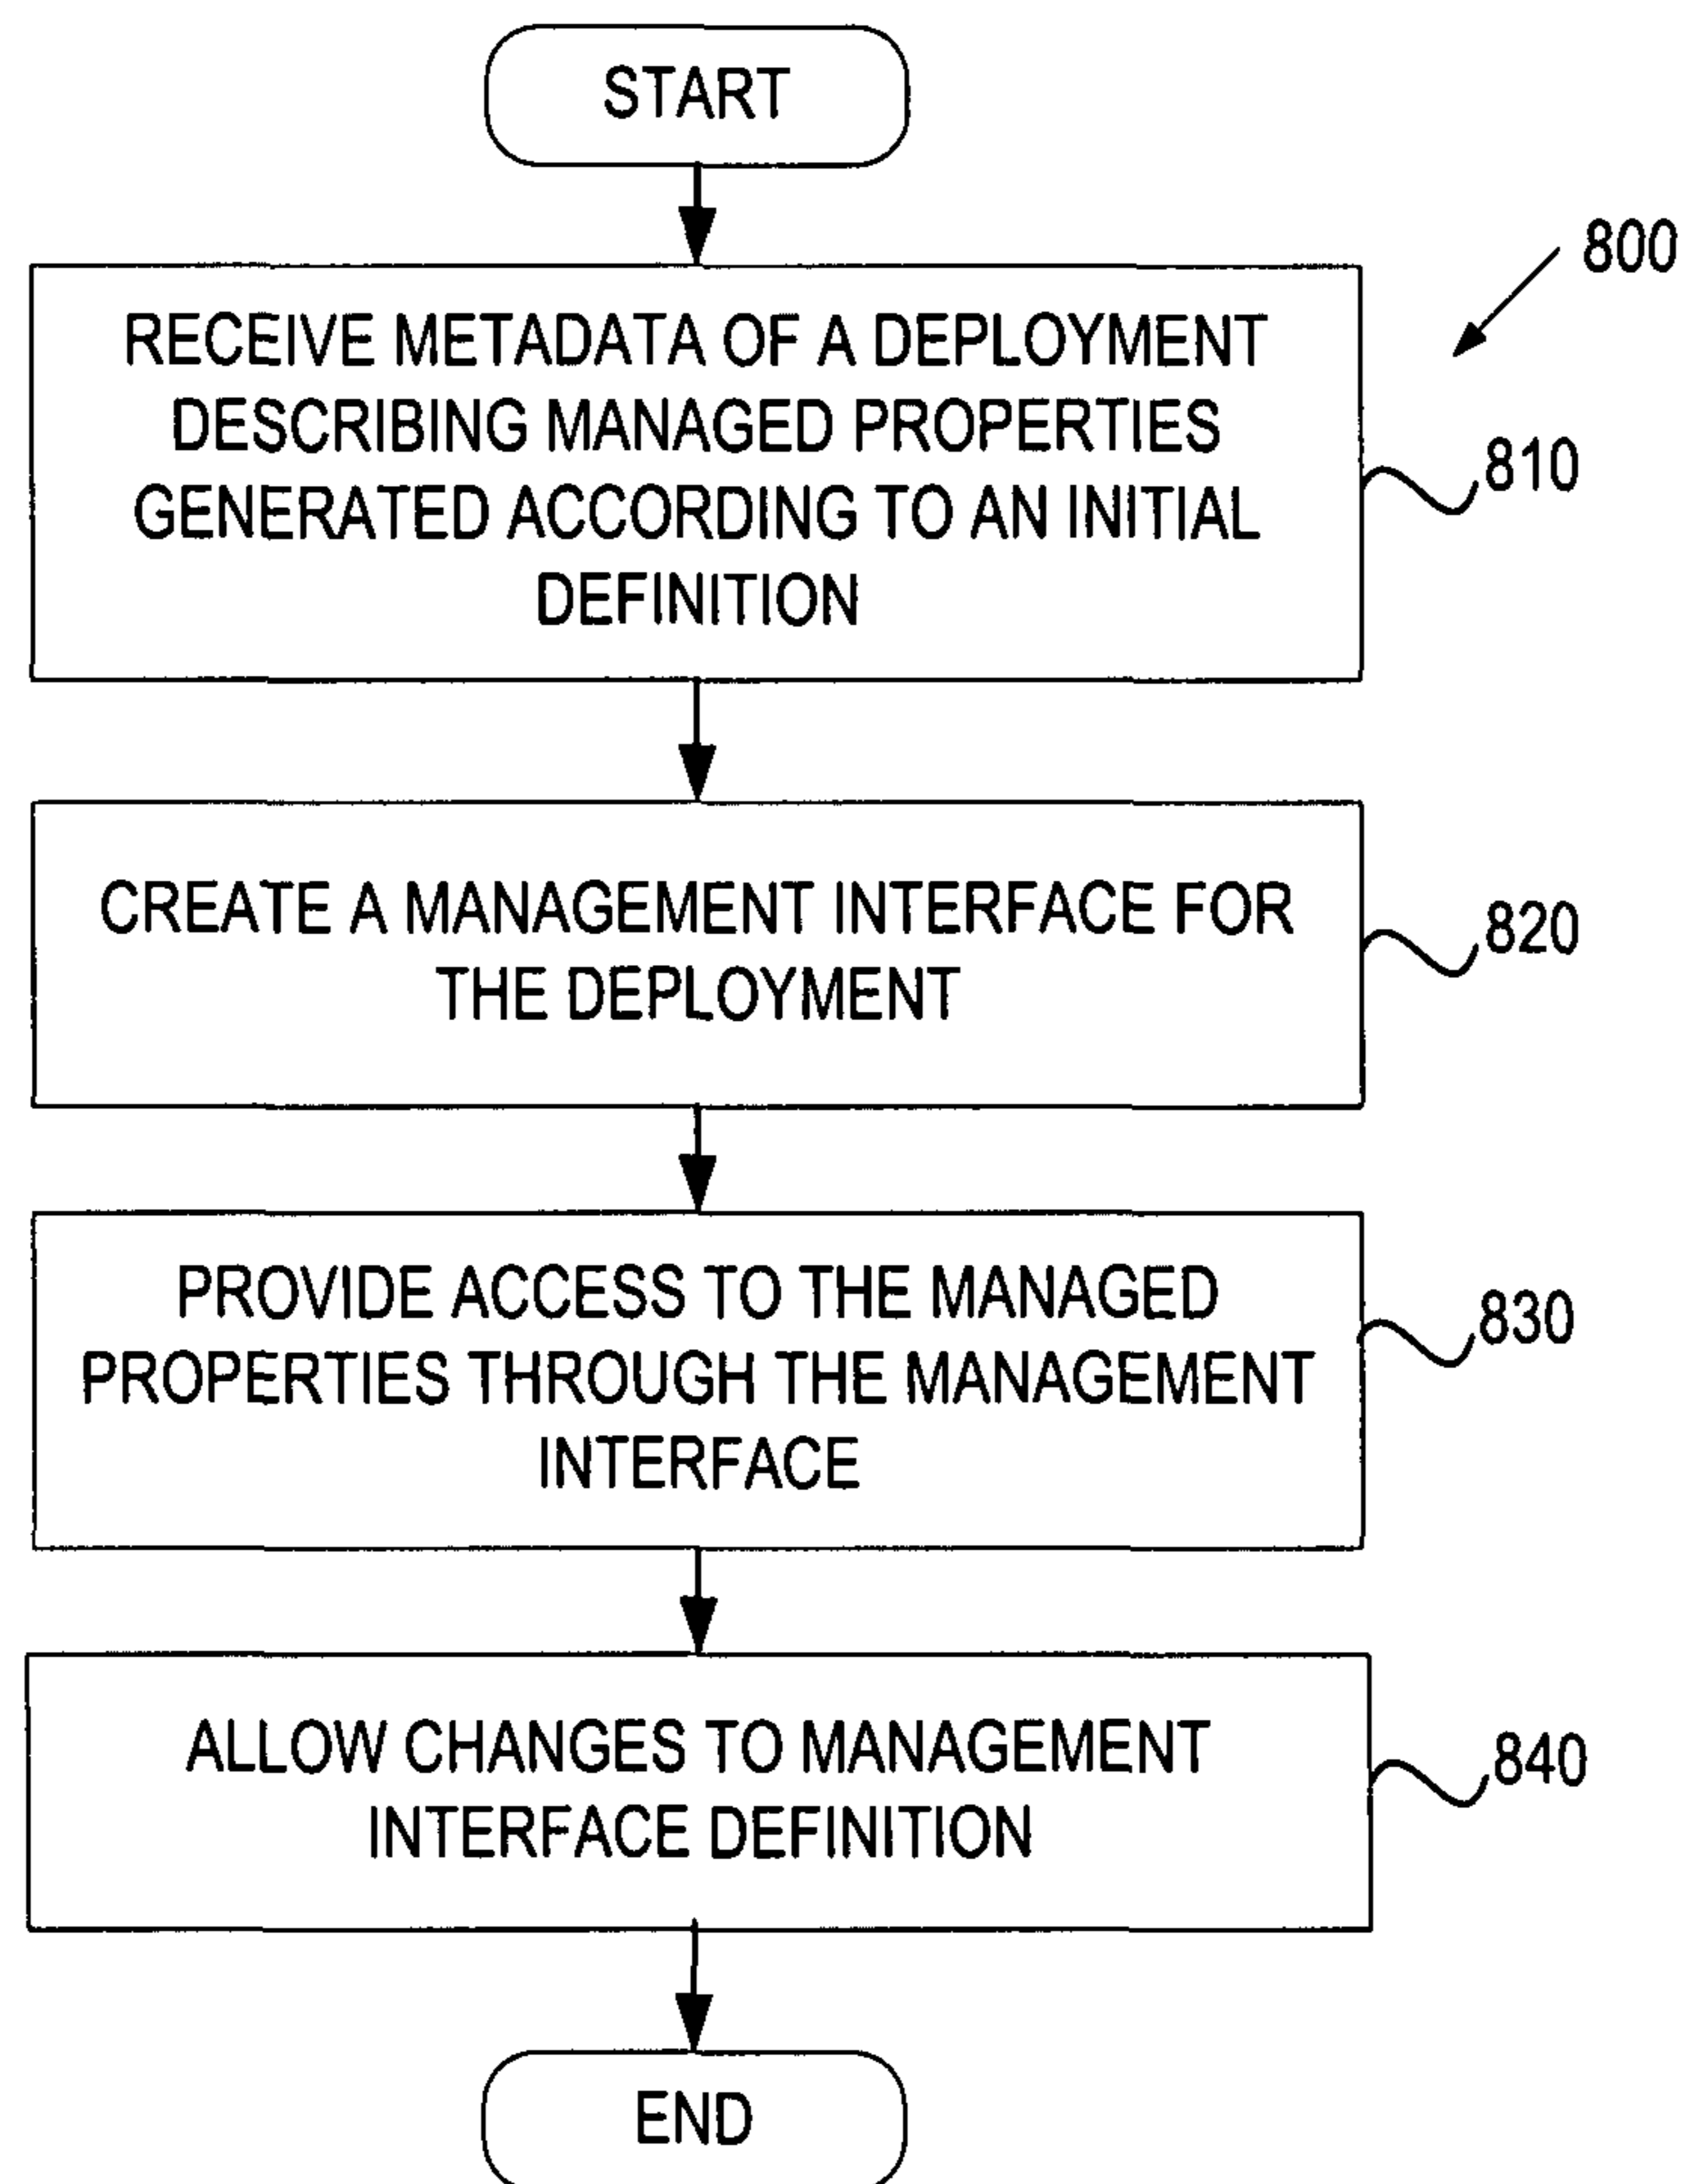 START
800
RECEIVE METADATA OF A DEPLOYMENT
DESCRIBING MANAGED PROPERTIES
GENERATED ACCORDING TO AN INITIAL
DEFINITION
810
CREATE A MANAGEMENT INTERFACE FOR
THE DEPLOYMENT
820
PROVIDE ACCESS TO THE MANAGED
PROPERTIES THROUGH THE MANAGEMENT
INTERFACE
830
ALLOW CHANGES TO MANAGEMENT
INTERFACE DEFINITION
840
END